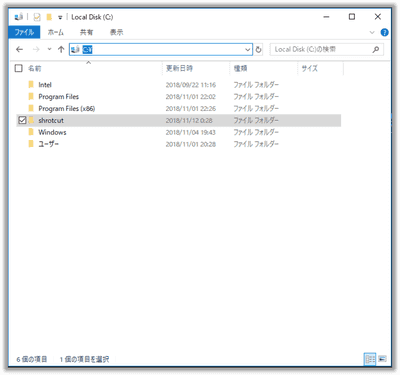 Local Disk (C:)
ファイル ホーム 共有 表示
C:¥ Local Disk (C:)の検索
名前 更新日時 種類 サイズ
Intel 2018/09/22 11:16 ファイル フォルダー
Program Files 2018/11/01 22:02 ファイル フォルダー
Program Files (x86) 2018/11/01 22:26 ファイル フォルダー
shrotcut 2018/11/12 0:28 ファイル フォルダー
Windows 2018/11/04 19:43 ファイル フォルダー
ユーザー 2018/11/01 20:28 ファイル フォルダー
6 個の項目 1 個の項目を選択